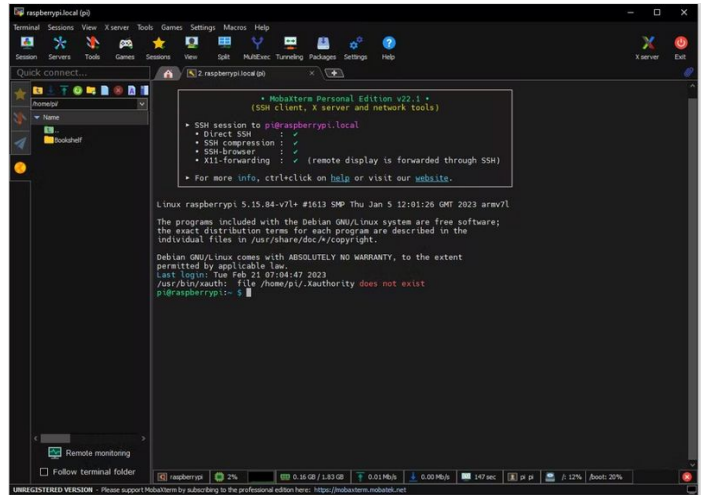 raspberrypi.local (pi)
Terminal Sessions View X server Tools Games Settings Macros Help
Session Servers Tools Games Sessions View Split MultiExec Tunneling Packages Settings Help X server Exit
Quick connect...
2. raspberrypi.local (pi)
/home/pi/
Name
..
Bookshelf
• MobaXterm Personal Edition v22.1 •
(SSH client, X server and network tools)
▸ SSH session to pi@raspberrypi.local
• Direct SSH : ✔
• SSH compression : ✔
• SSH-browser : ✔
• X11-forwarding : ✔ (remote display is forwarded through SSH)
▸ For more info, ctrl+click on help or visit our website.
Linux raspberrypi 5.15.84-v7l+ #1613 SMP Thu Jan 5 12:01:26 GMT 2023 armv7l
The programs included with the Debian GNU/Linux system are free software;
the exact distribution terms for each program are described in the
individual files in /usr/share/doc/*/copyright.
Debian GNU/Linux comes with ABSOLUTELY NO WARRANTY, to the extent
permitted by applicable law.
Last login: Tue Feb 21 07:04:47 2023
/usr/bin/xauth: file /home/pi/.Xauthority does not exist
pi@raspberrypi:~ $
Remote monitoring
Follow terminal folder
raspberrypi 2% 0.16 GB / 1.83 GB 0.01 Mb/s 0.00 Mb/s 147 sec pi pi /: 12% /boot: 20%
UNREGISTERED VERSION - Please support MobaXterm by subscribing to the professional edition here: https://mobaxterm.mobatek.net